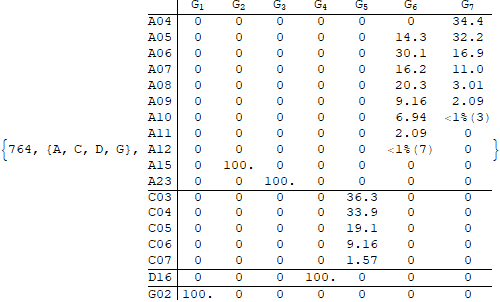 G1 G2 G3 G4 G5 G6 G7
A04 0 0 0 0 0 0 34.4
A05 0 0 0 0 0 14.3 32.2
A06 0 0 0 0 0 30.1 16.9
A07 0 0 0 0 0 16.2 11.0
A08 0 0 0 0 0 20.3 3.01
A09 0 0 0 0 0 9.16 2.09
A10 0 0 0 0 0 6.94 <1%(3)
A11 0 0 0 0 0 2.09 0
{764, {A, C, D, G}, A12 0 0 0 0 0 <1%(7) 0 }
A15 0 100. 0 0 0 0 0
A23 0 0 100. 0 0 0 0
C03 0 0 0 0 36.3 0 0
C04 0 0 0 0 33.9 0 0
C05 0 0 0 0 19.1 0 0
C06 0 0 0 0 9.16 0 0
C07 0 0 0 0 1.57 0 0
D16 0 0 0 100. 0 0 0
G02 100. 0 0 0 0 0 0